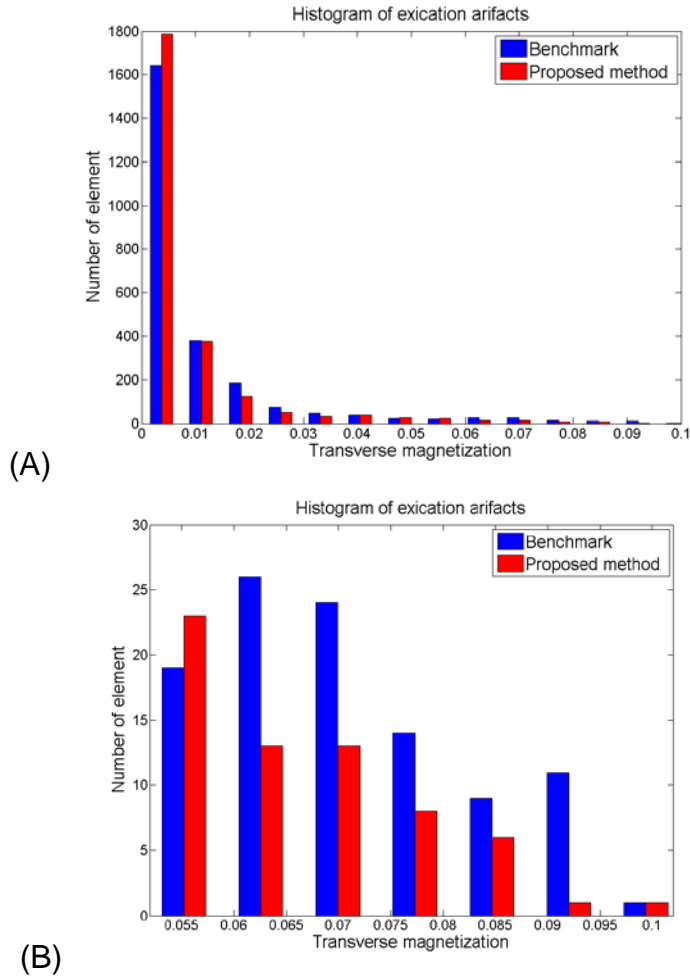 Histogram of exication arifacts
1800
1600
1400
1200
1000
800
600
400
200
0
Number of element
Benchmark
Proposed method
0 0.01 0.02 0.03 0.04 0.05 0.06 0.07 0.08 0.09 0.1
Transverse magnetization
(A)
Histogram of exication arifacts
30
25
20
15
10
5
0
Number of element
Benchmark
Proposed method
0.055 0.06 0.065 0.07 0.075 0.08 0.085 0.09 0.095 0.1
Transverse magnetization
(B)